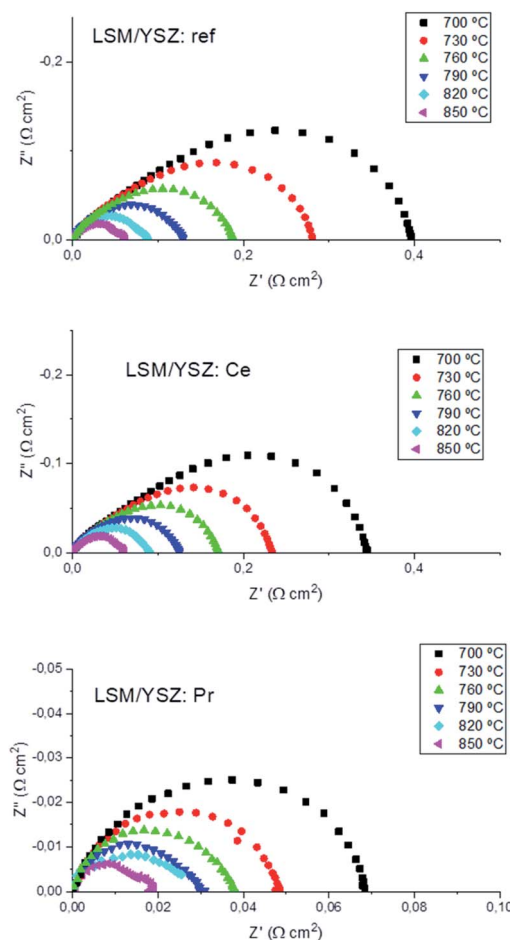 LSM/YSZ: ref
700 ºC
730 ºC
760 ºC
790 ºC
820 ºC
850 ºC
-0.2
0.0
Z'' (Ω cm²)
0,0 0,2 0,4
Z' (Ω cm²)
LSM/YSZ: Ce
700 ºC
730 ºC
760 ºC
790 ºC
820 ºC
850 ºC
-0,2
-0,1
0,0
Z'' (Ω cm²)
0,0 0,2 0,4
Z' (Ω cm²)
LSM/YSZ: Pr
700 ºC
730 ºC
760 ºC
790 ºC
820 ºC
850 ºC
-0,05
-0,04
-0,03
-0,02
-0,01
0,00
Z'' (Ω cm²)
0,00 0,02 0,04 0,06 0,08 0,10
Z' (Ω cm²)